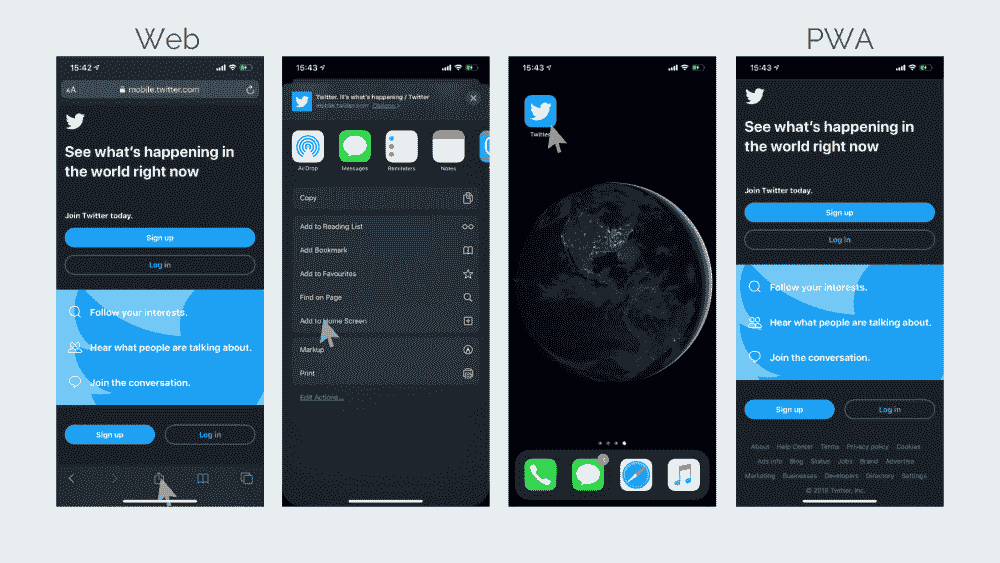 Web
PWA
15:42
AA
mobile.twitter.com
See what's happening in
the world right now
Join Twitter today.
Sign up
Log in
Follow your interests.
Hear what people are talking about.
Join the conversation.
Sign up
Log in
15:43
Twitter. It's what's happening / Twitter
mobile.twitter.com Options >
AirDrop
Messages
Reminders
Notes
Copy
Add to Reading List
Add Bookmark
Add to Favourites
Find on Page
Add to Home Screen
Markup
Print
Edit Actions...
15:43
Twitter
15:43
See what's happening in
the world right now
Join Twitter today.
Sign up
Log in
Follow your interests.
Hear what people are talking about.
Join the conversation.
Sign up
Log in
About Help Center Terms Privacy policy Cookies
Ads info Blog Status Jobs Brand Advertise
Marketing Businesses Developers Directory Settings
© 2019 Twitter, Inc.